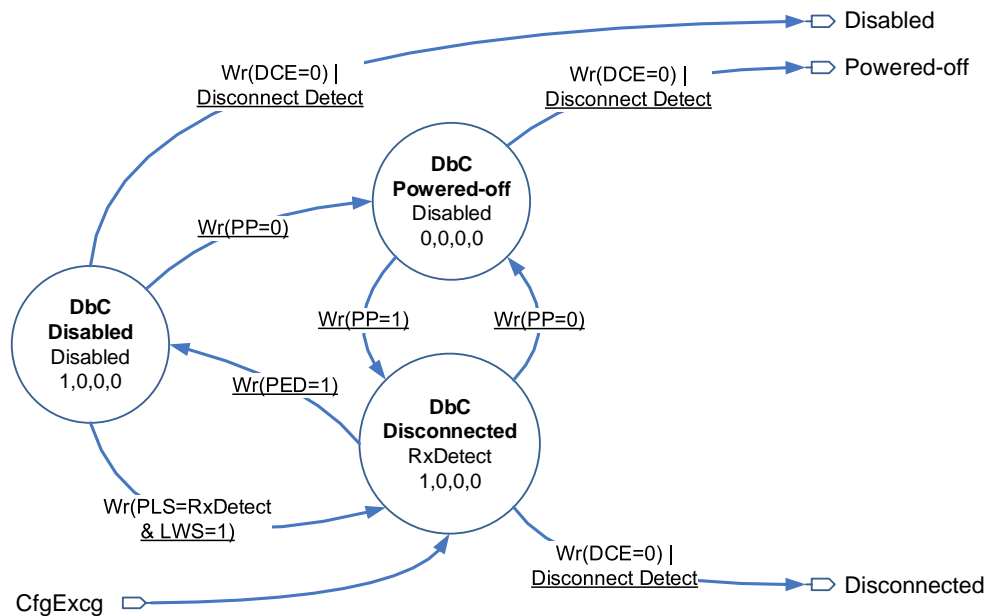 Disabled
Powered-off
Wr(DCE=0) |
Disconnect Detect
Wr(DCE=0) |
Disconnect Detect
DbC
Powered-off
Disabled
0,0,0,0
Wr(PP=0)
DbC
Disabled
Disabled
1,0,0,0
Wr(PP=1)
Wr(PP=0)
Wr(PED=1)
DbC
Disconnected
RxDetect
1,0,0,0
Wr(PLS=RxDetect
& LWS=1)
Wr(DCE=0) |
Disconnect Detect
Disconnected
CfgExcg